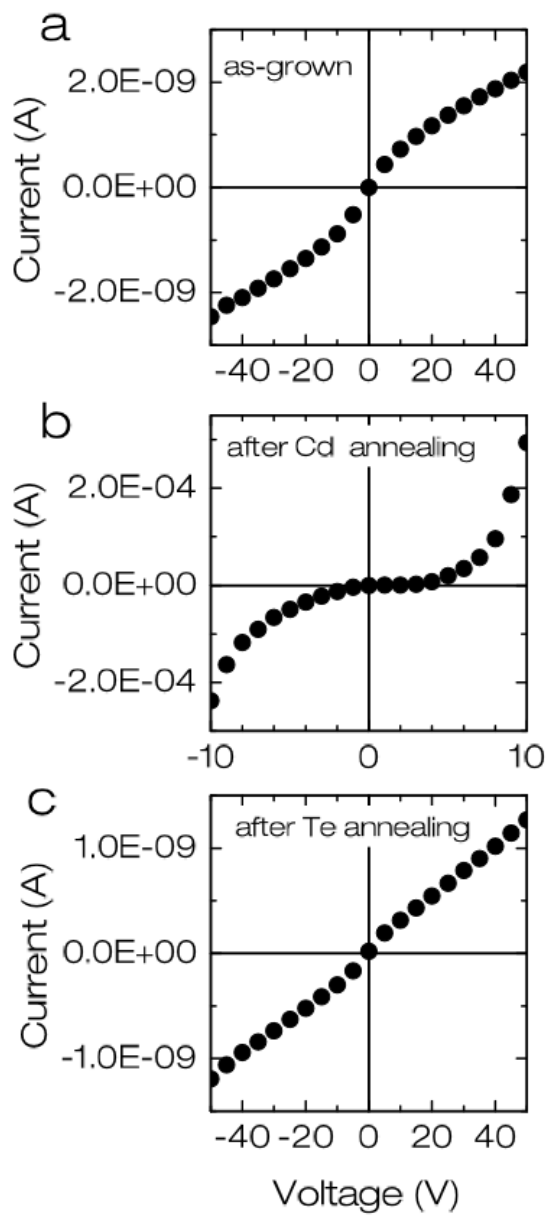 a
as-grown
2.0E-09
0.0E+00
-2.0E-09
Current (A)
-40 -20 0 20 40
b
after Cd annealing
2.0E-04
0.0E+00
-2.0E-04
Current (A)
-10 0 10
c
after Te annealing
1.0E-09
0.0E+00
-1.0E-09
Current (A)
-40 -20 0 20 40
Voltage (V)